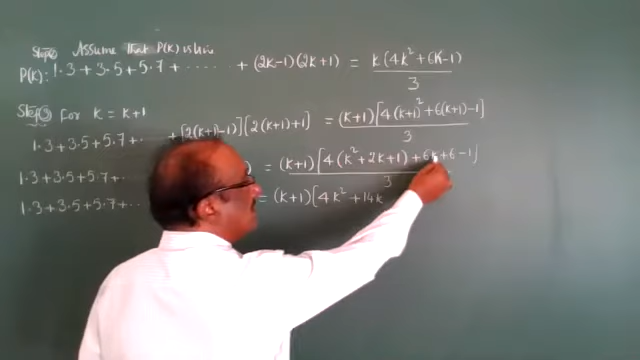 Step② Assume That P(K) is true
P(K): 1·3 + 3·5 + 5·7 + ······ + (2k-1)(2k+1) = k(4k²+6k-1) / 3
Step③ For k = k+1
1·3 + 3·5 + 5·7 + ··· + [2(k+1)-1][2(k+1)+1] = (k+1)[4(k+1)²+6(k+1)-1] / 3
1·3 + 3·5 + 5·7 + ··· ) = (k+1)[4(k²+2k+1)+6k+6-1] / 3
1·3 + 3·5 + 5·7 + ·· = (k+1)[4k²+14k